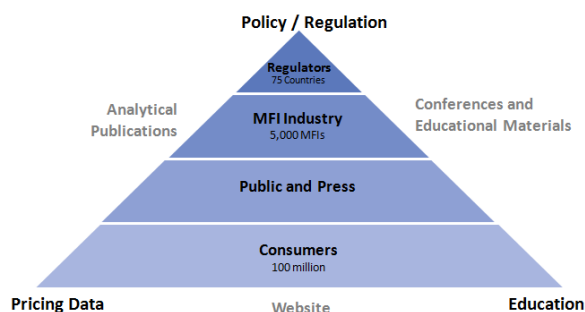 Policy / Regulation
Regulators
75 Countries
Analytical
Publications
Conferences and
Educational Materials
MFI Industry
5,000 MFIs
Public and Press
Consumers
100 million
Pricing Data
Website
Education